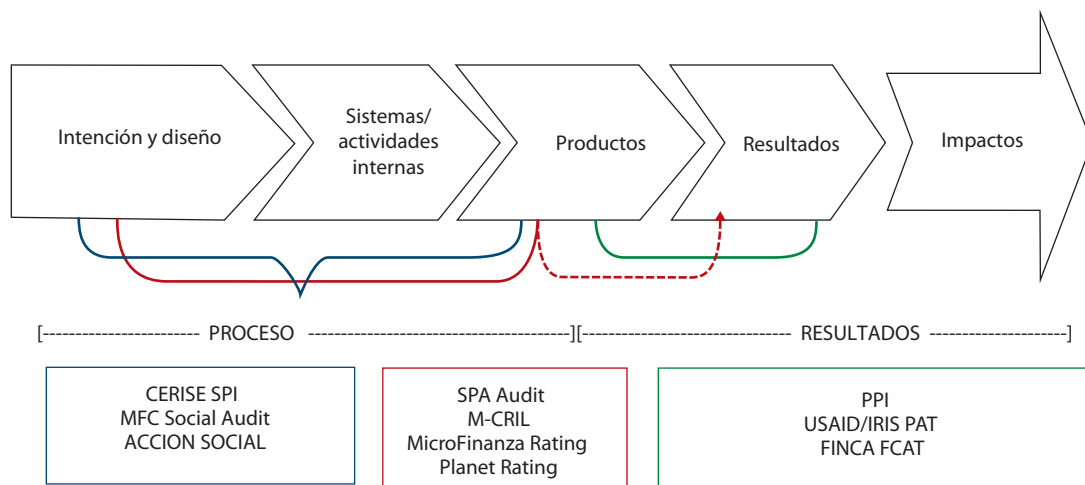 Intención y diseño
Sistemas/
actividades
internas
Productos
Resultados
Impactos
[----------------------- PROCESO -------------------------------------][------------------------------- RESULTADOS -------------------]
CERISE SPI
MFC Social Audit
ACCION SOCIAL
SPA Audit
M-CRIL
MicroFinanza Rating
Planet Rating
PPI
USAID/IRIS PAT
FINCA FCAT